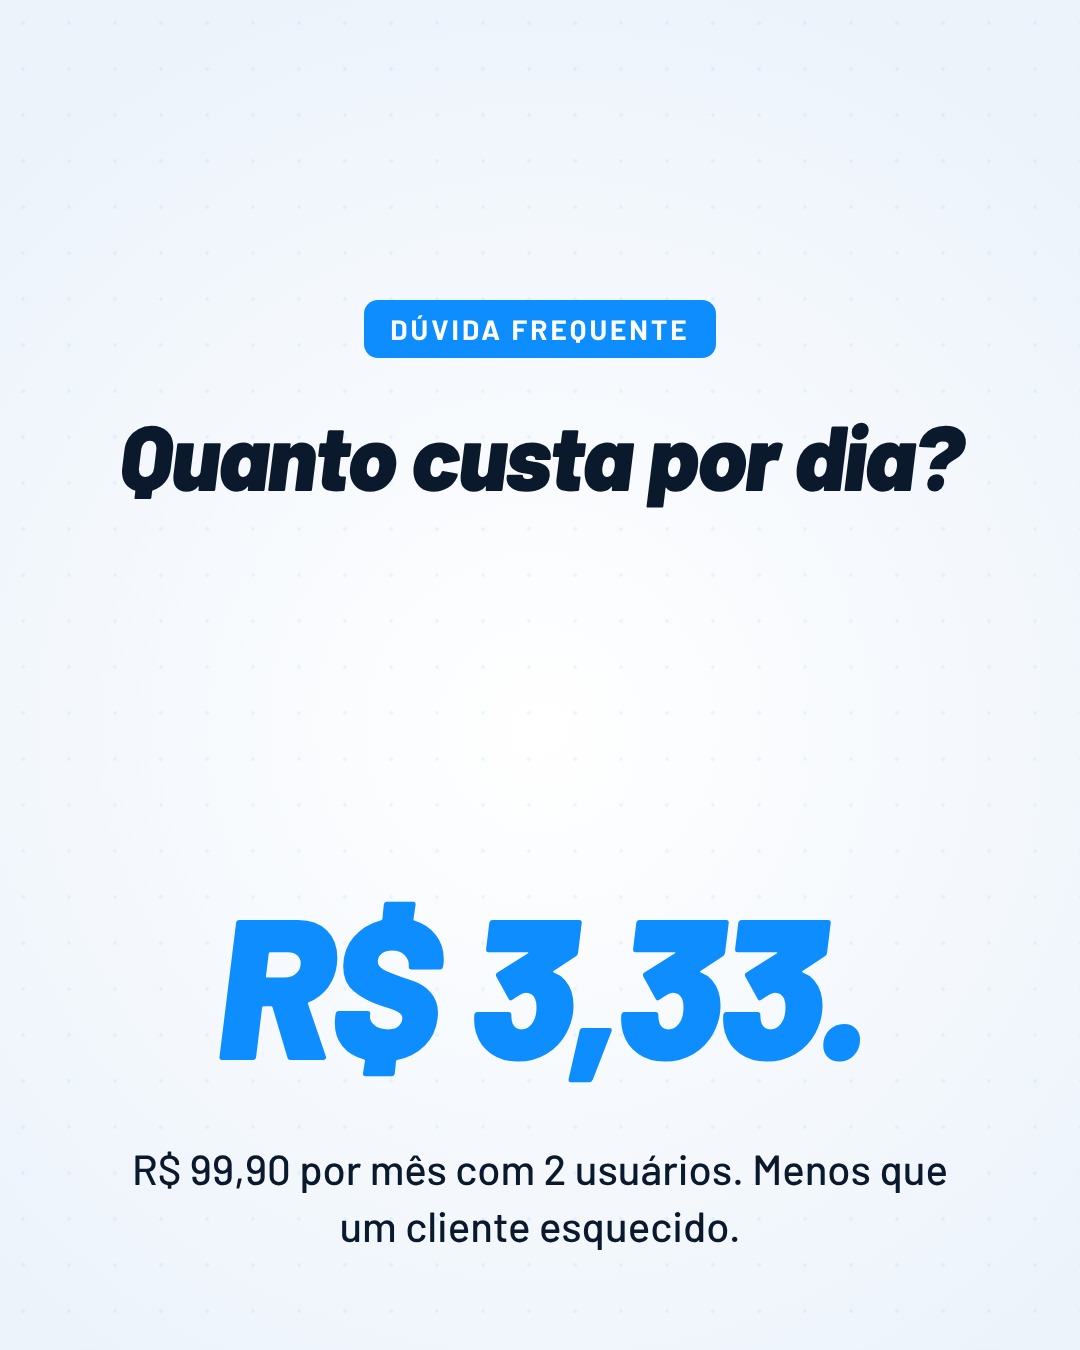 DÚVIDA FREQUENTE
Quanto custa por dia?
R$ 3,33.
R$ 99,90 por mês com 2 usuários. Menos que
um cliente esquecido.